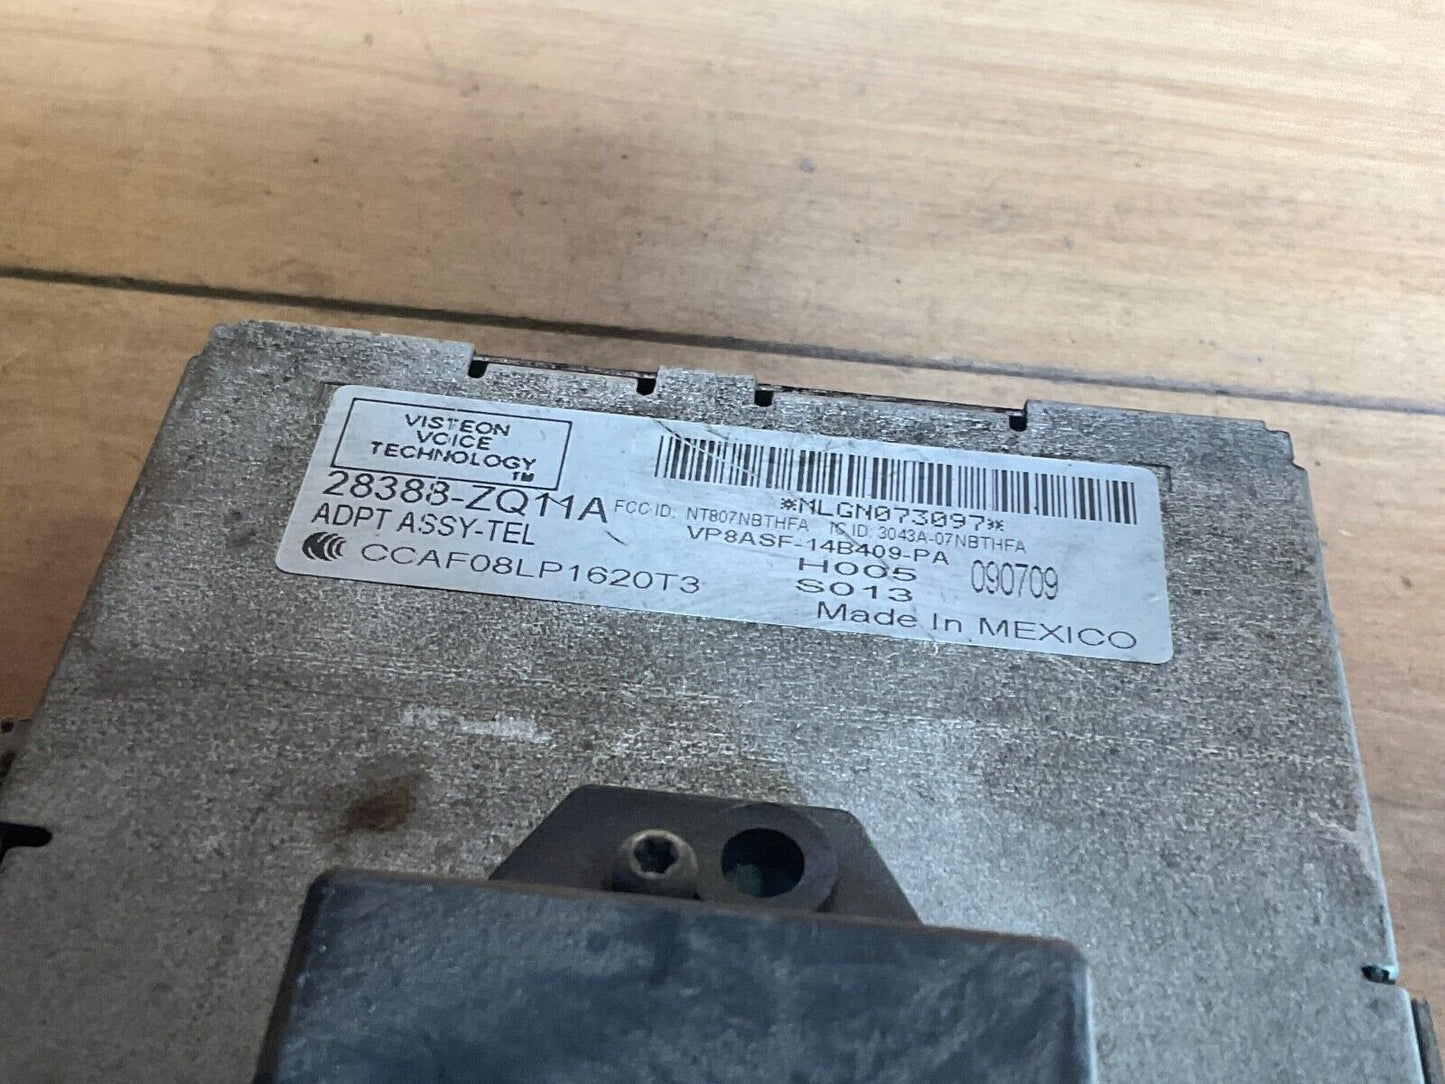 VISTEON
VOICE
TECHNOLOGY
TM
28388-ZQ11A
ADPT ASSY-TEL
CCAF08LP1620T3
*MLGN073097*
FCC ID: NT807NBTHFA IC ID: 3043A-07NBTHFA
VP8ASF-14B409-PA
H005 090709
S013
Made In MEXICO